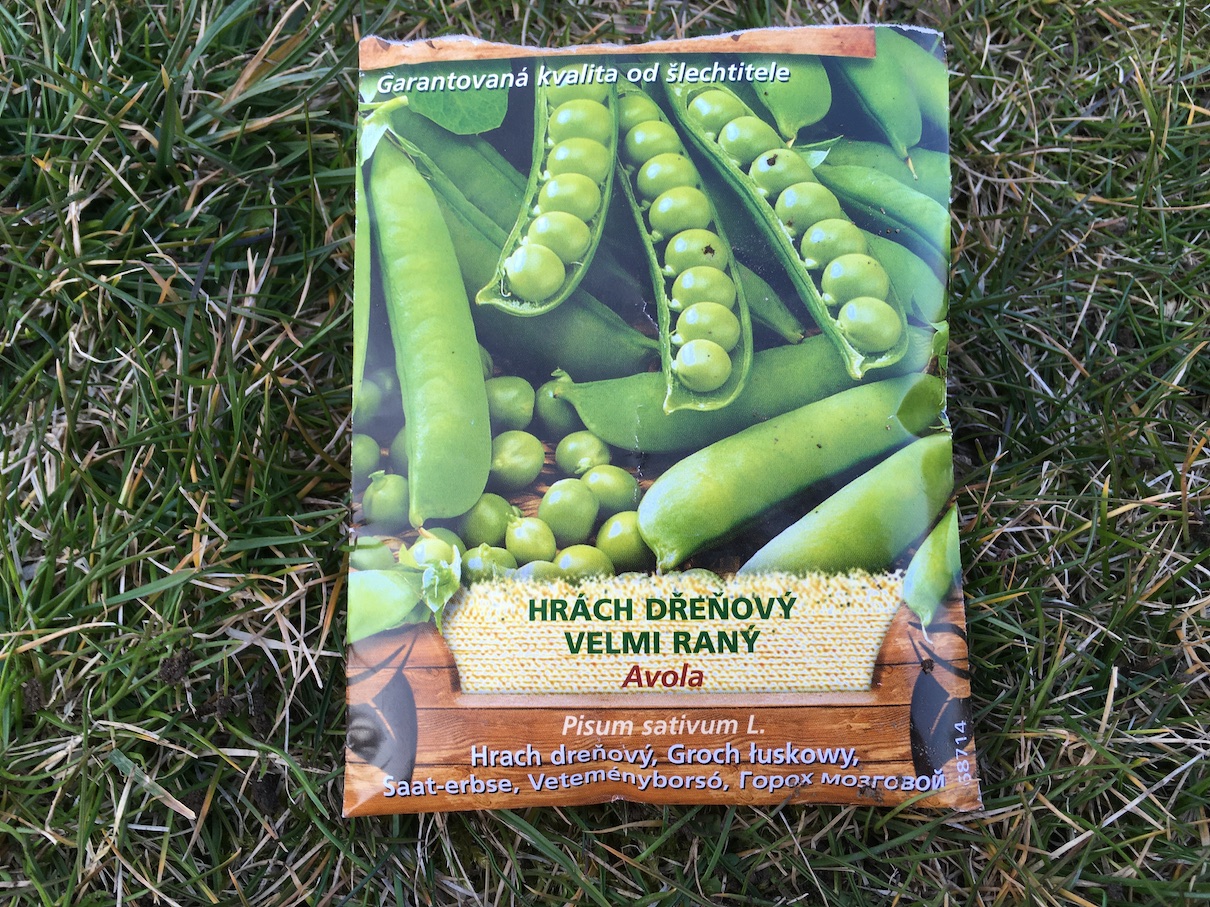 Garantovaná kvalita od šlechtitele
HRÁCH DŘEŇOVÝ
VELMI RANÝ
Avola
Pisum sativum L.
Hrach dreňový, Groch łuskowy,
Saat-erbse, Veteményborsó, Горох мозговой
68714